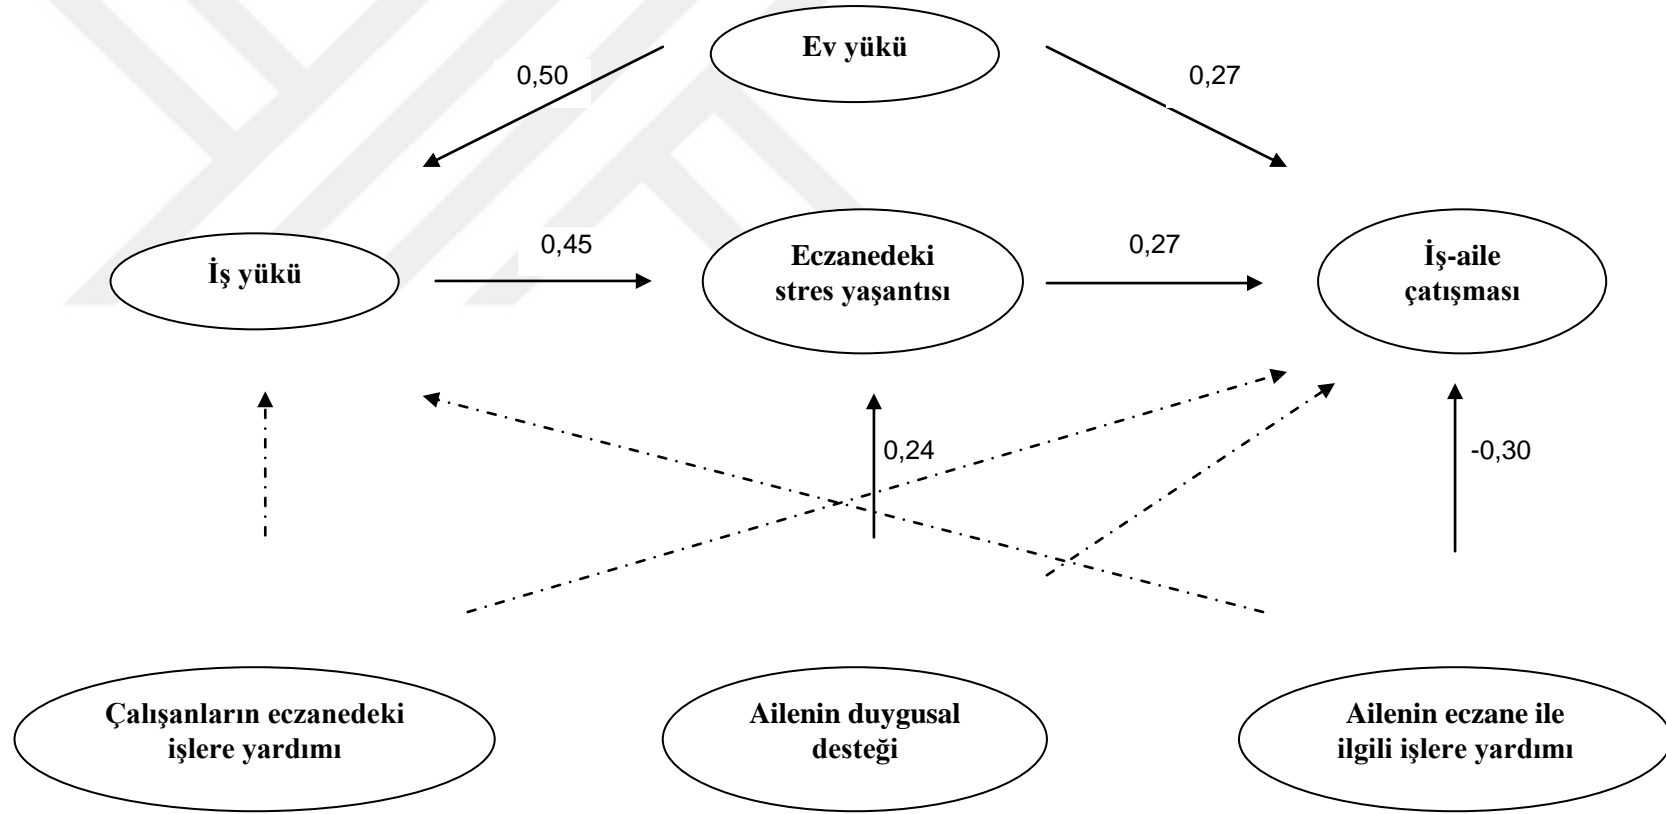 Ev yükü
0,50
0,27
İş yükü
0,45
Eczanedeki
stres yaşantısı
0,27
İş-aile
çatışması
0,24
-0,30
Çalışanların eczanedeki
işlere yardımı
Ailenin duygusal
desteği
Ailenin eczane ile
ilgili işlere yardımı